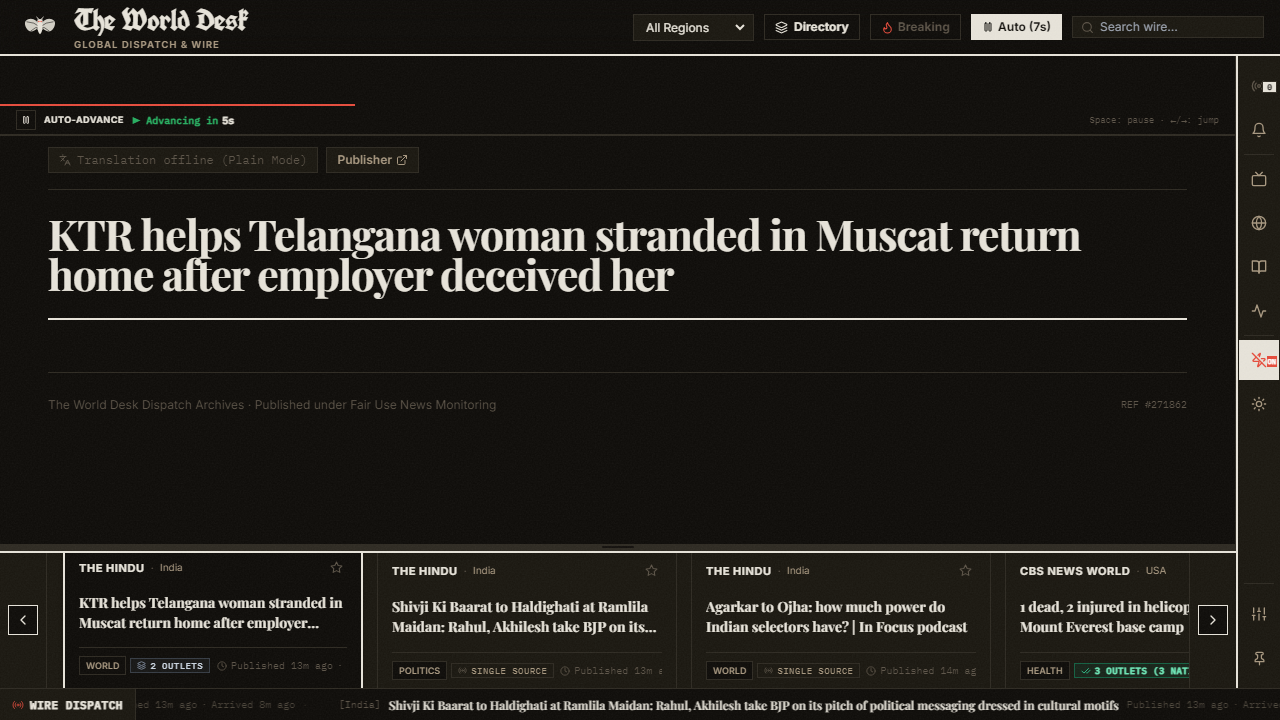 The World Desk
GLOBAL DISPATCH & WIRE
All Regions
Directory
Breaking
Auto (7s)
Search wire...
0
AUTO-ADVANCE
Advancing in 5s
Space: pause · ←/→: jump
Translation offline (Plain Mode)
Publisher
KTR helps Telangana woman stranded in Muscat return
home after employer deceived her
The World Desk Dispatch Archives · Published under Fair Use News Monitoring
REF #271862
THE HINDU · India
KTR helps Telangana woman stranded in
Muscat return home after employer...
WORLD
2 OUTLETS
Published 13m ago ·
THE HINDU · India
Shivji Ki Baarat to Haldighati at Ramlila
Maidan: Rahul, Akhilesh take BJP on its...
POLITICS
SINGLE SOURCE
Published 13m a
THE HINDU · India
Agarkar to Ojha: how much power do
Indian selectors have? | In Focus podcast
WORLD
SINGLE SOURCE
Published 14m ag
CBS NEWS WORLD · USA
1 dead, 2 injured in helicop
Mount Everest base camp
HEALTH
3 OUTLETS (3 NAT
WIRE DISPATCH
ed 13m ago · Arrived 8m ago ·
[India] Shivji Ki Baarat to Haldighati at Ramlila Maidan: Rahul, Akhilesh take BJP on its pitch of political messaging dressed in cultural motifs Published 13m ago · Arrive